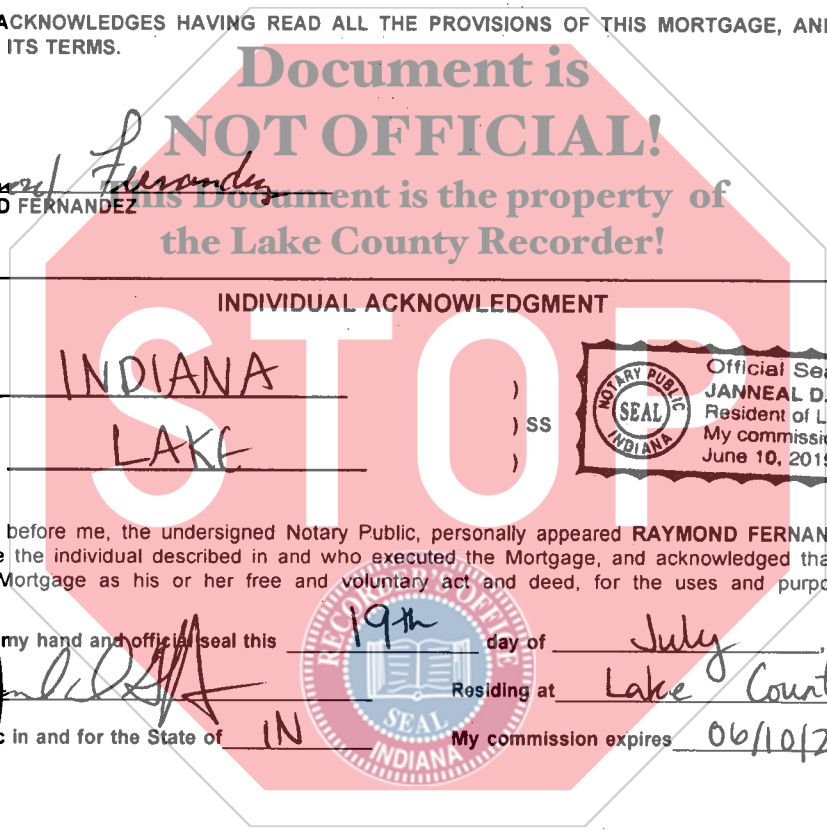 ACKNOWLEDGES HAVING READ ALL THE PROVISIONS OF THIS MORTGAGE, AND
ITS TERMS.
Document is
NOT OFFICIAL!
Fernandez
This Document is the property of
D FERNANDEZ
the Lake County Recorder!
INDIVIDUAL ACKNOWLEDGMENT
STOP
INDIANA
)
) SS
)
LAKE
NOTARY PUBLIC
SEAL
INDIANA
Official Sea
JANNEAL D.
Resident of L
My commissi
June 10, 2019
before me, the undersigned Notary Public, personally appeared RAYMOND FERNAN
e the individual described in and who executed the Mortgage, and acknowledged tha
Mortgage as his or her free and voluntary act and deed, for the uses and purpo
my hand and official seal this 19th day of July,
Residing at Lake Count
c in and for the State of IN My commission expires 06/10/2
RECORDER'S OFFICE
SEAL
INDIANA